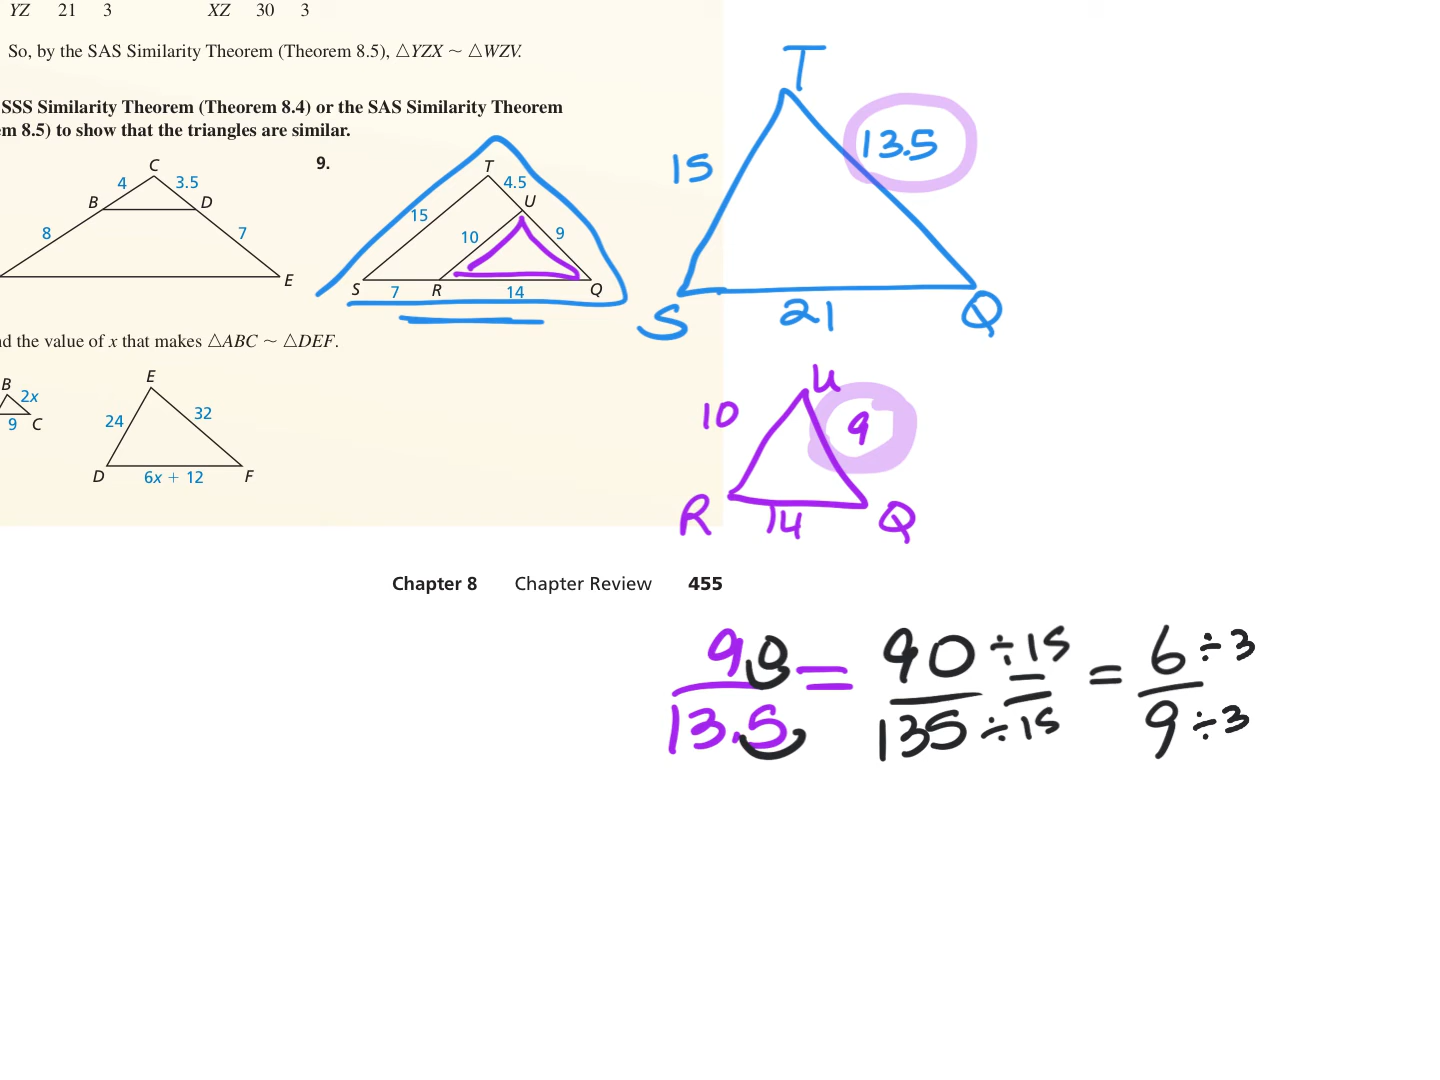 YZ 21 3 XZ 30 3
So, by the SAS Similarity Theorem (Theorem 8.5), △YZX ~ △WZV.
SSS Similarity Theorem (Theorem 8.4) or the SAS Similarity Theorem
em 8.5) to show that the triangles are similar.
C
4 3.5
B D
8 7
E
9.
T
4.5
U
15
10 9
S 7 R 14 Q
T
15 13.5
S 21 Q
nd the value of x that makes △ABC ~ △DEF.
B
2x
9 C
E
24 32
D 6x + 12 F
U
10 9
R 14 Q
Chapter 8 Chapter Review 455
9.0 = 90 ÷ 15 = 6 ÷ 3
13.5 135 ÷ 15 9 ÷ 3